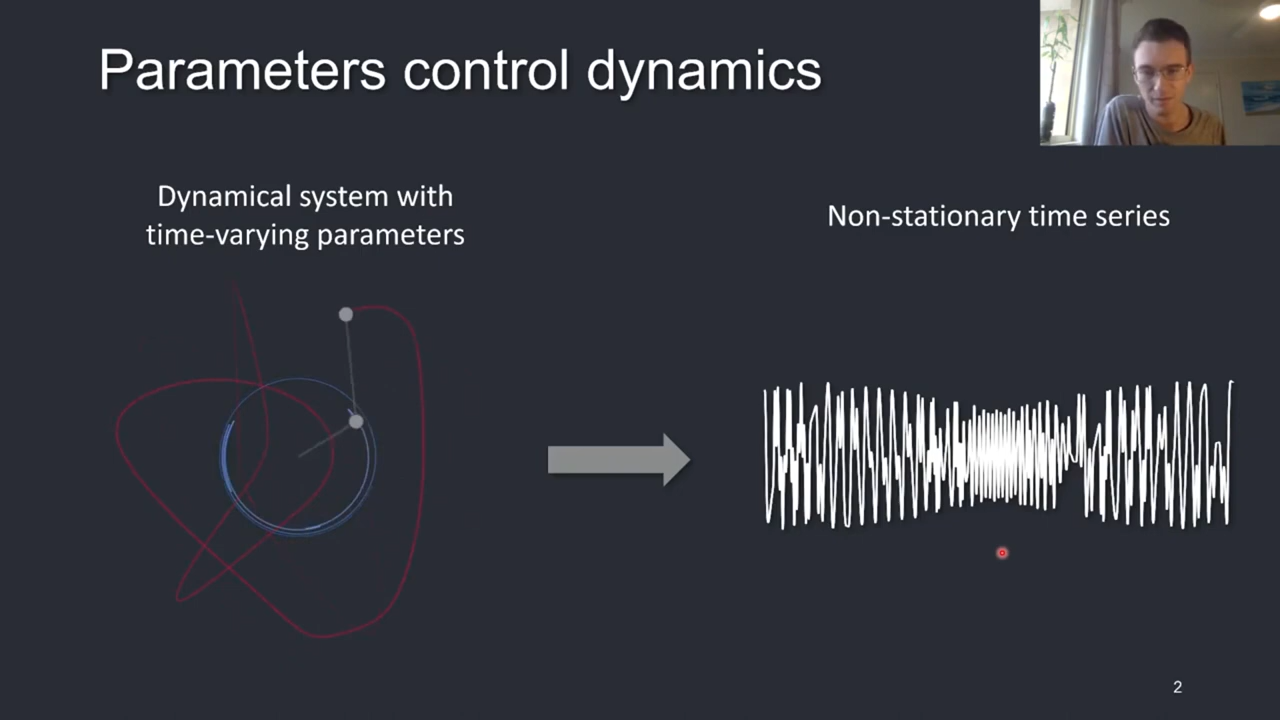 Parameters control dynamics
Dynamical system with
time-varying parameters
Non-stationary time series
2